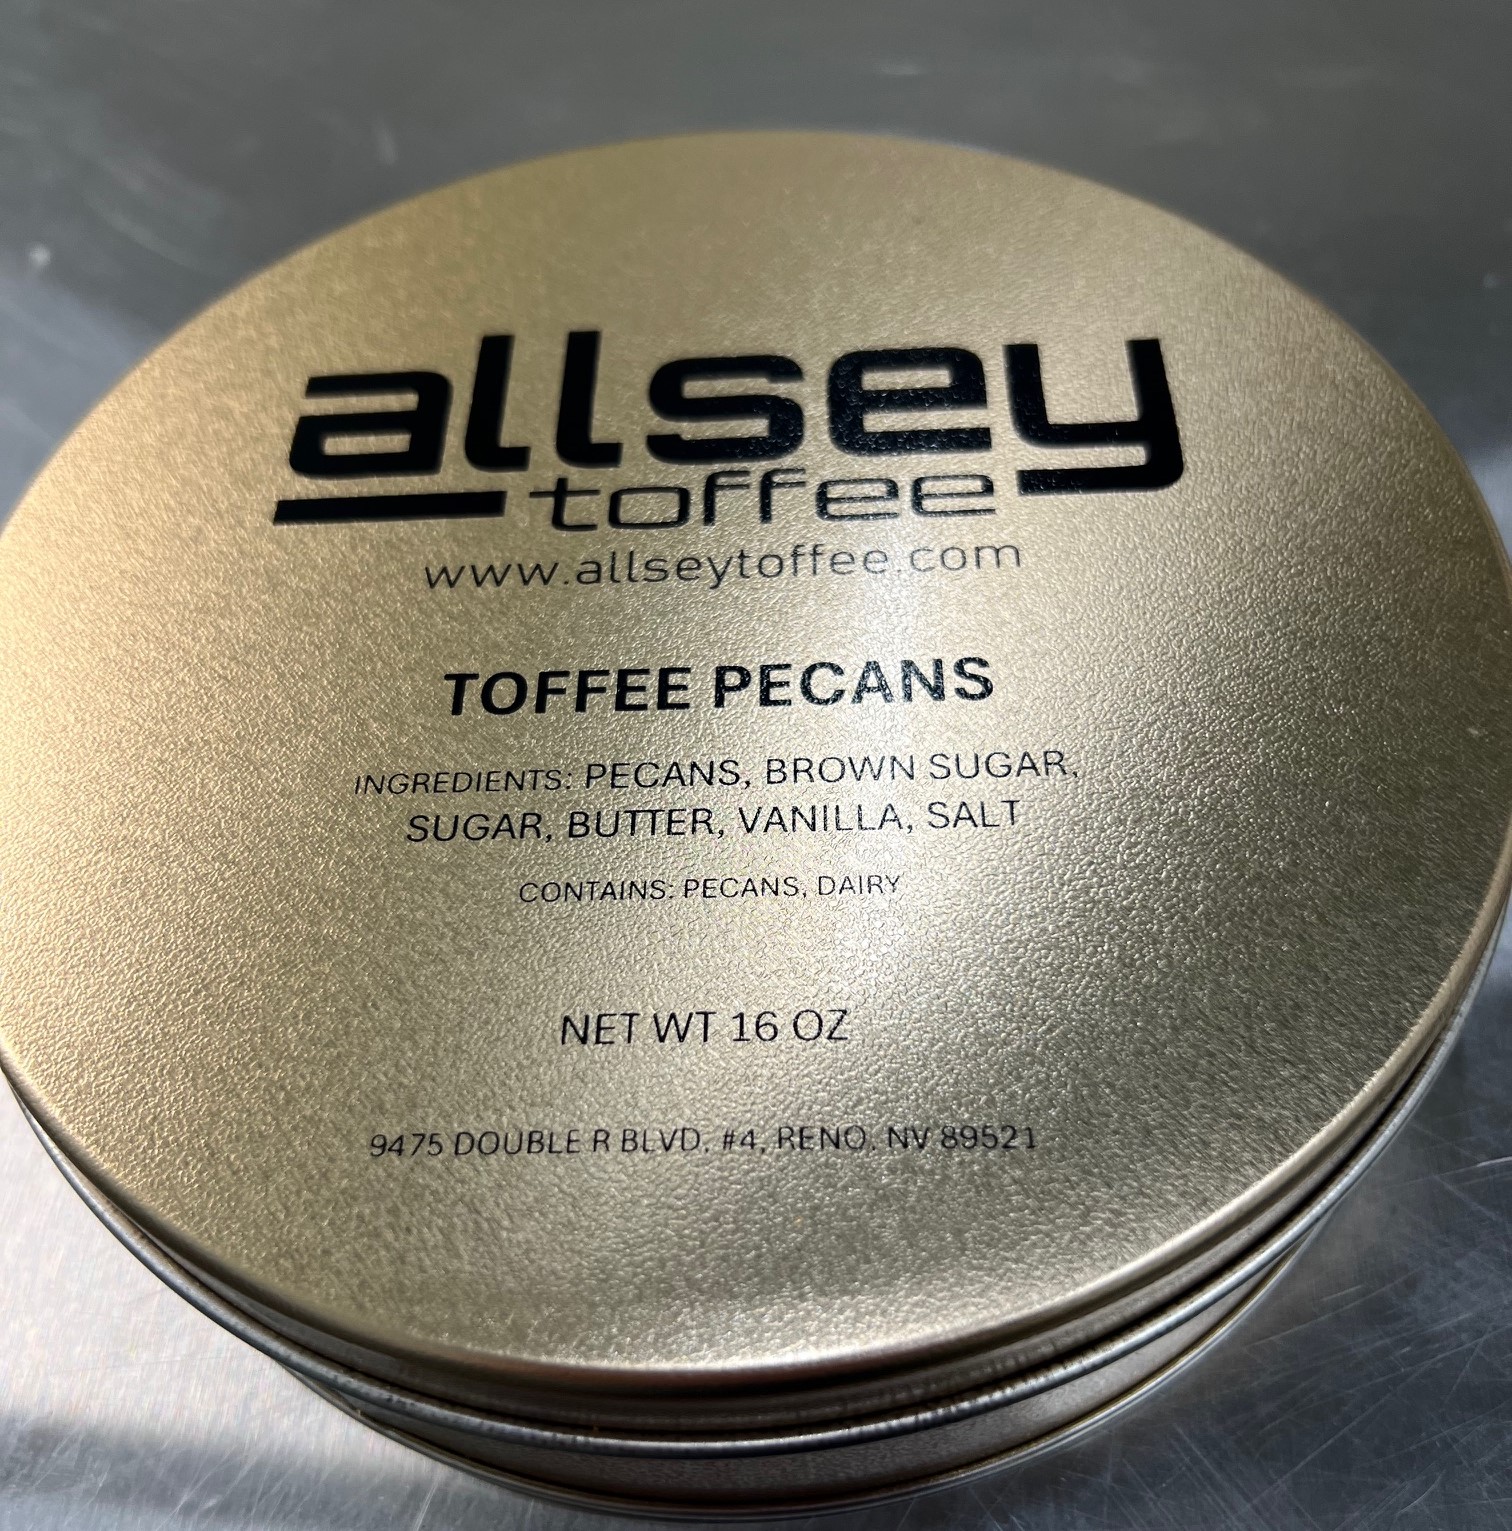 allsey
toffee
www.allseytoffee.com
TOFFEE PECANS
INGREDIENTS: PECANS, BROWN SUGAR,
SUGAR, BUTTER, VANILLA, SALT
CONTAINS: PECANS, DAIRY
NET WT 16 OZ
9475 DOUBLE R BLVD. #4, RENO, NV 89521